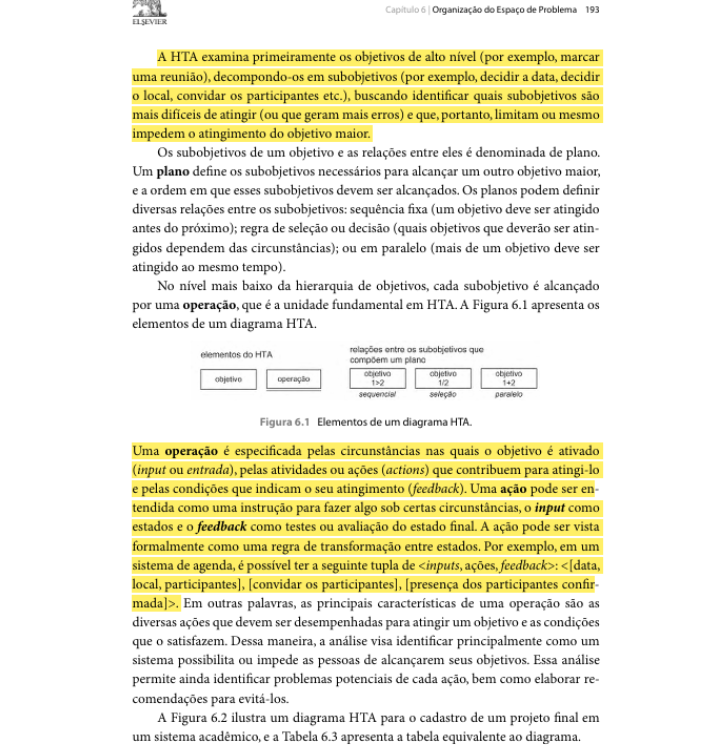 ELSEVIER
Capítulo 6 | Organização do Espaço de Problema 193
A HTA examina primeiramente os objetivos de alto nível (por exemplo, marcar
uma reunião), decompondo-os em subobjetivos (por exemplo, decidir a data, decidir
o local, convidar os participantes etc.), buscando identificar quais subobjetivos são
mais difíceis de atingir (ou que geram mais erros) e que, portanto, limitam ou mesmo
impedem o atingimento do objetivo maior.
Os subobjetivos de um objetivo e as relações entre eles é denominada de plano.
Um plano define os subobjetivos necessários para alcançar um outro objetivo maior,
e a ordem em que esses subobjetivos devem ser alcançados. Os planos podem definir
diversas relações entre os subobjetivos: sequência fixa (um objetivo deve ser atingido
antes do próximo); regra de seleção ou decisão (quais objetivos que deverão ser atin-
gidos dependem das circunstâncias); ou em paralelo (mais de um objetivo deve ser
atingido ao mesmo tempo).
No nível mais baixo da hierarquia de objetivos, cada subobjetivo é alcançado
por uma operação, que é a unidade fundamental em HTA. A Figura 6.1 apresenta os
elementos de um diagrama HTA.
elementos do HTA
objetivo
operação
relações entre os subobjetivos que
compõem um plano
objetivo
1>2
sequencial
objetivo
1/2
seleção
objetivo
1+2
paralelo
Figura 6.1 Elementos de um diagrama HTA.
Uma operação é especificada pelas circunstâncias nas quais o objetivo é ativado
(input ou entrada), pelas atividades ou ações (actions) que contribuem para atingi-lo
e pelas condições que indicam o seu atingimento (feedback). Uma ação pode ser en-
tendida como uma instrução para fazer algo sob certas circunstâncias, o input como
estados e o feedback como testes ou avaliação do estado final. A ação pode ser vista
formalmente como uma regra de transformação entre estados. Por exemplo, em um
sistema de agenda, é possível ter a seguinte tupla de <inputs, ações, feedback>: <[data,
local, participantes], [convidar os participantes], [presença dos participantes confir-
mada]>. Em outras palavras, as principais características de uma operação são as
diversas ações que devem ser desempenhadas para atingir um objetivo e as condições
que o satisfazem. Dessa maneira, a análise visa identificar principalmente como um
sistema possibilita ou impede as pessoas de alcançarem seus objetivos. Essa análise
permite ainda identificar problemas potenciais de cada ação, bem como elaborar re-
comendações para evitá-los.
A Figura 6.2 ilustra um diagrama HTA para o cadastro de um projeto final em
um sistema acadêmico, e a Tabela 6.3 apresenta a tabela equivalente ao diagrama.